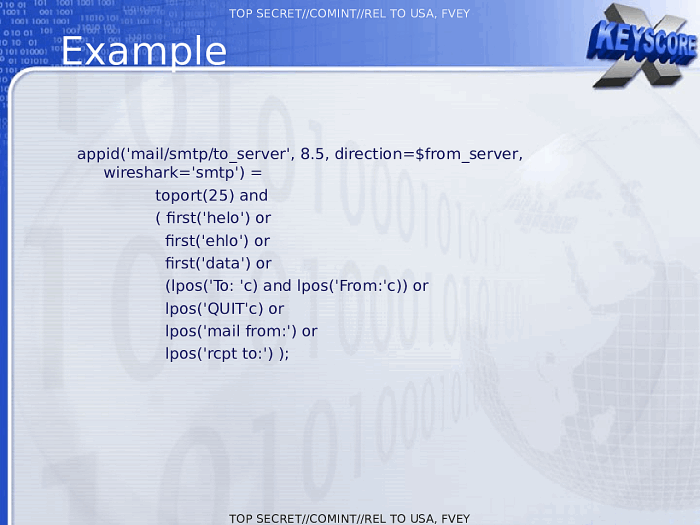 TOP SECRET//COMINT//REL TO USA, FVEY
Example
X KEYSCORE
appid('mail/smtp/to_server', 8.5, direction=$from_server,
wireshark='smtp') =
toport(25) and
( first('helo') or
first('ehlo') or
first('data') or
(lpos('To: 'c) and lpos('From:'c)) or
lpos('QUIT'c) or
lpos('mail from:') or
lpos('rcpt to:') );
TOP SECRET//COMINT//REL TO USA, FVEY